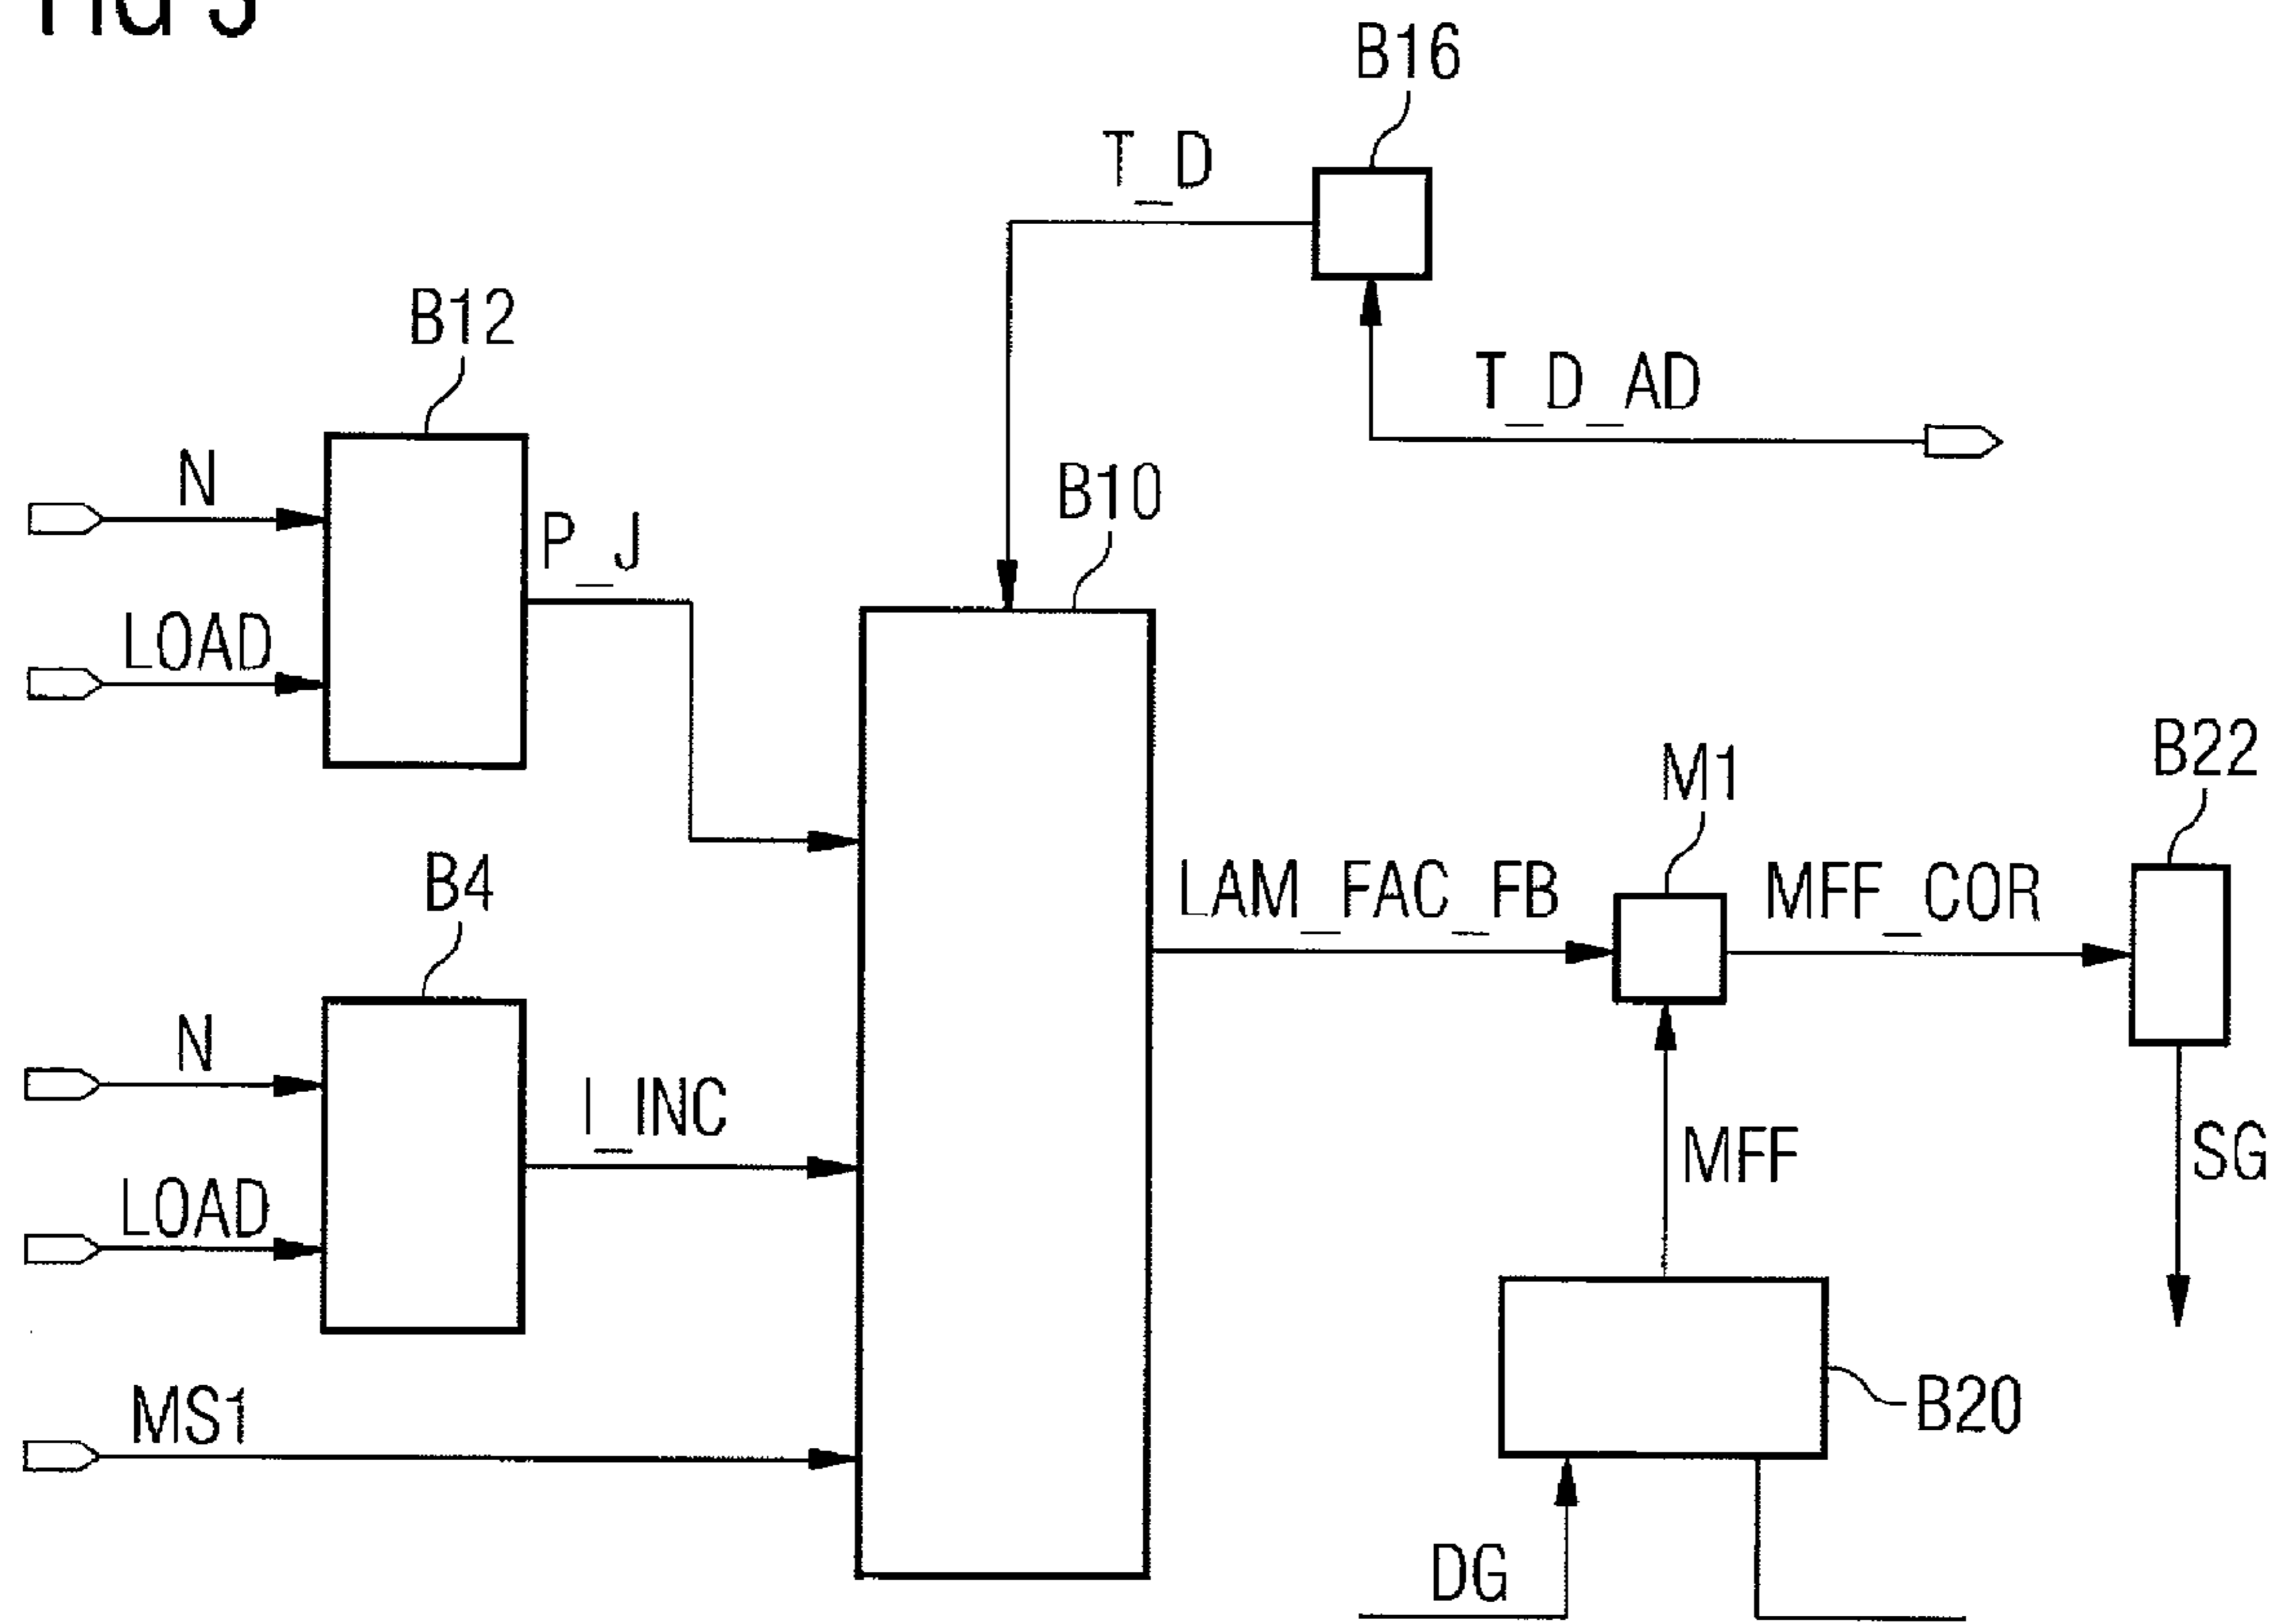 FIG 3
B16
T_D
B12
T_D_AD
N
B10
P_J
LOAD
B22
M1
B4
LAM_FAC_FB
MFF_COR
N
I_INC
MFF
SG
LOAD
MS1
B20
DG